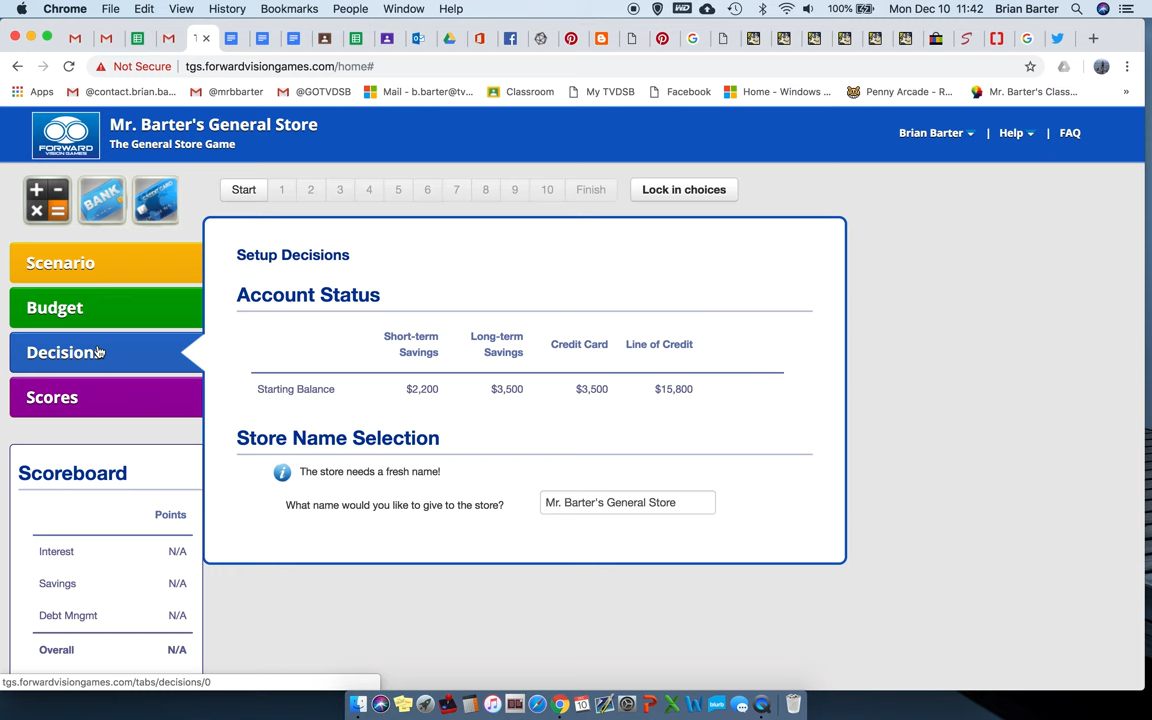 Chrome File Edit View History Bookmarks People Window Help 100% Mon Dec 10 11:42 Brian Barter
Not Secure tgs.forwardvisiongames.com/home#
Apps @contact.brian.ba... @mrbbarter @GOTVDSB Mail - b.barter@tv... Classroom My TVDSB Facebook Home - Windows ... Penny Arcade - R... Mr. Barter's Class... »
FORWARD
VISION GAMES
Mr. Barter's General Store
The General Store Game
Brian Barter | Help | FAQ
BANK
CREDIT CARD
Start 1 2 3 4 5 6 7 8 9 10 Finish Lock in choices
Scenario
Budget
Decisions
Scores
Setup Decisions
Account Status
Short-term Savings Long-term Savings Credit Card Line of Credit
Starting Balance $2,200 $3,500 $3,500 $15,800
Store Name Selection
The store needs a fresh name!
What name would you like to give to the store? Mr. Barter's General Store
Scoreboard
Points
Interest N/A
Savings N/A
Debt Mngmt N/A
Overall N/A
tgs.forwardvisiongames.com/tabs/decisions/0